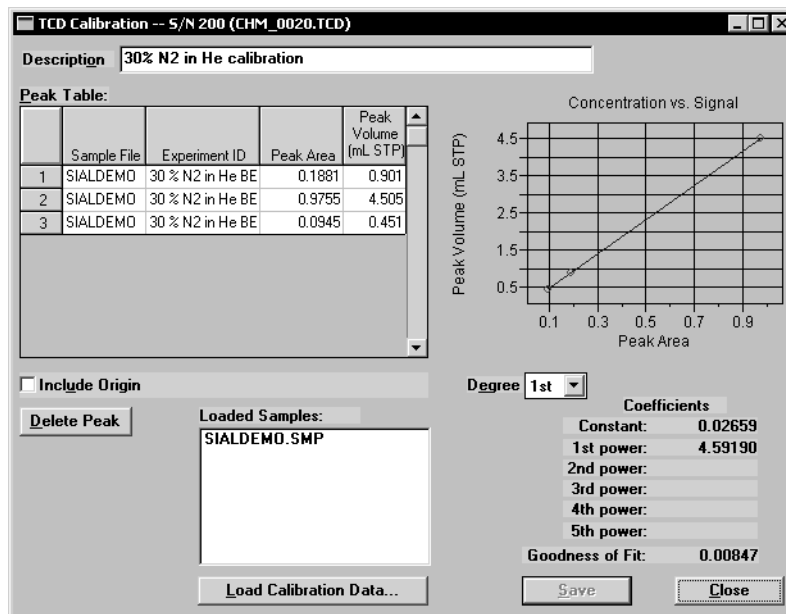 TCD Calibration -- S/N 200 (CHM_0020.TCD)
Description 30% N2 in He calibration
Peak Table:
Sample File Experiment ID Peak Area Peak Volume (mL STP)
1 SIALDEMO 30 % N2 in He BE 0.1881 0.901
2 SIALDEMO 30 % N2 in He BE 0.9755 4.505
3 SIALDEMO 30 % N2 in He BE 0.0945 0.451
Concentration vs. Signal
Peak Volume (mL STP)
4.5
3.5
2.5
1.5
0.5
0.1 0.3 0.5 0.7 0.9
Peak Area
Include Origin
Degree 1st
Delete Peak
Loaded Samples:
SIALDEMO.SMP
Coefficients
Constant: 0.02659
1st power: 4.59190
2nd power:
3rd power:
4th power:
5th power:
Goodness of Fit: 0.00847
Load Calibration Data...
Save
Close